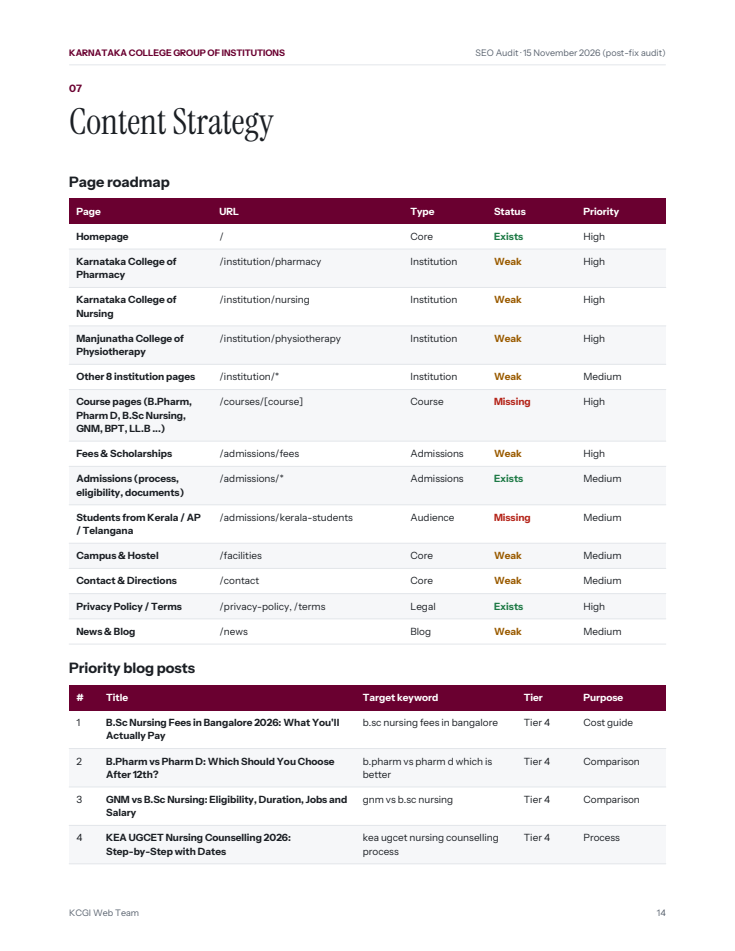 KARNATAKA COLLEGE GROUP OF INSTITUTIONS
SEO Audit · 15 November 2026 (post-fix audit)
07
Content Strategy
Page roadmap
Page URL Type Status Priority
Homepage / Core Exists High
Karnataka College of /institution/pharmacy Institution Weak High
Pharmacy
Karnataka College of /institution/nursing Institution Weak High
Nursing
Manjunatha College of /institution/physiotherapy Institution Weak High
Physiotherapy
Other 8 institution pages /institution/* Institution Weak Medium
Course pages (B.Pharm, /courses/[course] Course Missing High
Pharm D, B.Sc Nursing,
GNM, BPT, LL.B ...)
Fees & Scholarships /admissions/fees Admissions Weak High
Admissions (process, /admissions/* Admissions Exists Medium
eligibility, documents)
Students from Kerala / AP /admissions/kerala-students Audience Missing Medium
/ Telangana
Campus & Hostel /facilities Core Weak Medium
Contact & Directions /contact Core Weak Medium
Privacy Policy / Terms /privacy-policy, /terms Legal Exists High
News & Blog /news Blog Weak Medium
Priority blog posts
# Title Target keyword Tier Purpose
1 B.Sc Nursing Fees in Bangalore 2026: What You'll b.sc nursing fees in bangalore Tier 4 Cost guide
Actually Pay
2 B.Pharm vs Pharm D: Which Should You Choose b.pharm vs pharm d which is Tier 4 Comparison
After 12th? better
3 GNM vs B.Sc Nursing: Eligibility, Duration, Jobs and gnm vs b.sc nursing Tier 4 Comparison
Salary
4 KEA UGCET Nursing Counselling 2026: kea ugcet nursing counselling Tier 4 Process
Step-by-Step with Dates process
KCGI Web Team 14